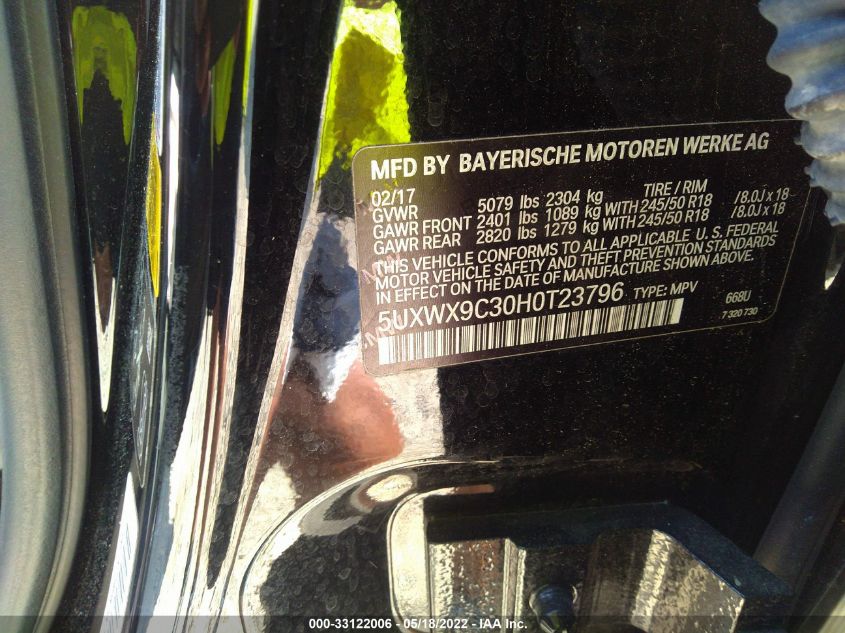 MFD BY BAYERISCHE MOTOREN WERKE AG
02/17 TIRE / RIM
GVWR 5079 lbs 2304 kg
GAWR FRONT 2401 lbs 1089 kg WITH 245/50 R18 /8.0J x 18
GAWR REAR 2820 lbs 1279 kg WITH 245/50 R18 /8.0J x 18
THIS VEHICLE CONFORMS TO ALL APPLICABLE U. S. FEDERAL
MOTOR VEHICLE SAFETY AND THEFT PREVENTION STANDARDS
IN EFFECT ON THE DATE OF MANUFACTURE SHOWN ABOVE.
5UXWX9C30H0T23796 TYPE: MPV 668U
7 320 730
000-33122006 - 05/18/2022 - IAA Inc.